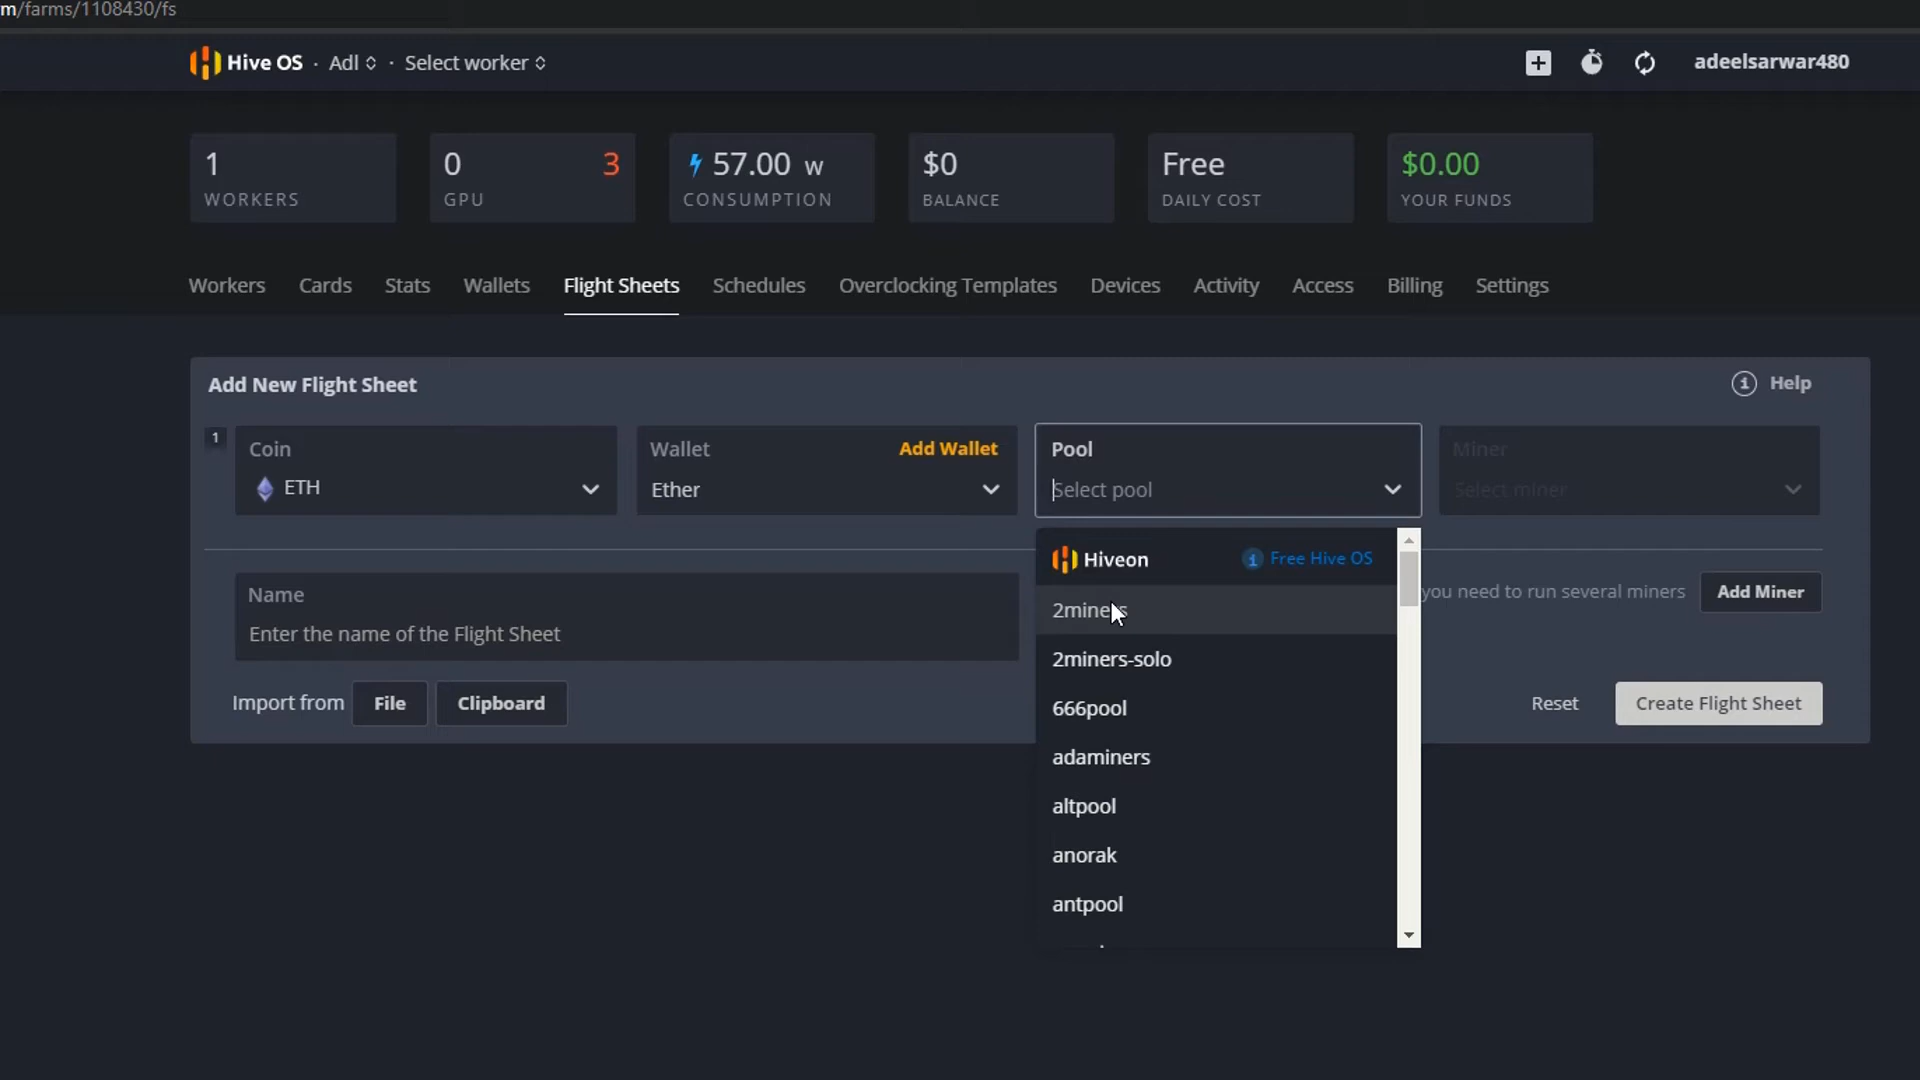 m/farms/1108430/fs
Hive OS · Adl · Select worker
adeelsarwar480
1
WORKERS
0 3
GPU
57.00 W
CONSUMPTION
$0
BALANCE
Free
DAILY COST
$0.00
YOUR FUNDS
Workers Cards Stats Wallets Flight Sheets Schedules Overclocking Templates Devices Activity Access Billing Settings
Add New Flight Sheet
Help
1
Coin
ETH
Wallet Add Wallet
Ether
Pool
Select pool
Miner
Select miner
Hiveon Free Hive OS
2miners
2miners-solo
666pool
adaminers
altpool
anorak
antpool
Name
Enter the name of the Flight Sheet
you need to run several miners Add Miner
Import from File Clipboard
Reset Create Flight Sheet